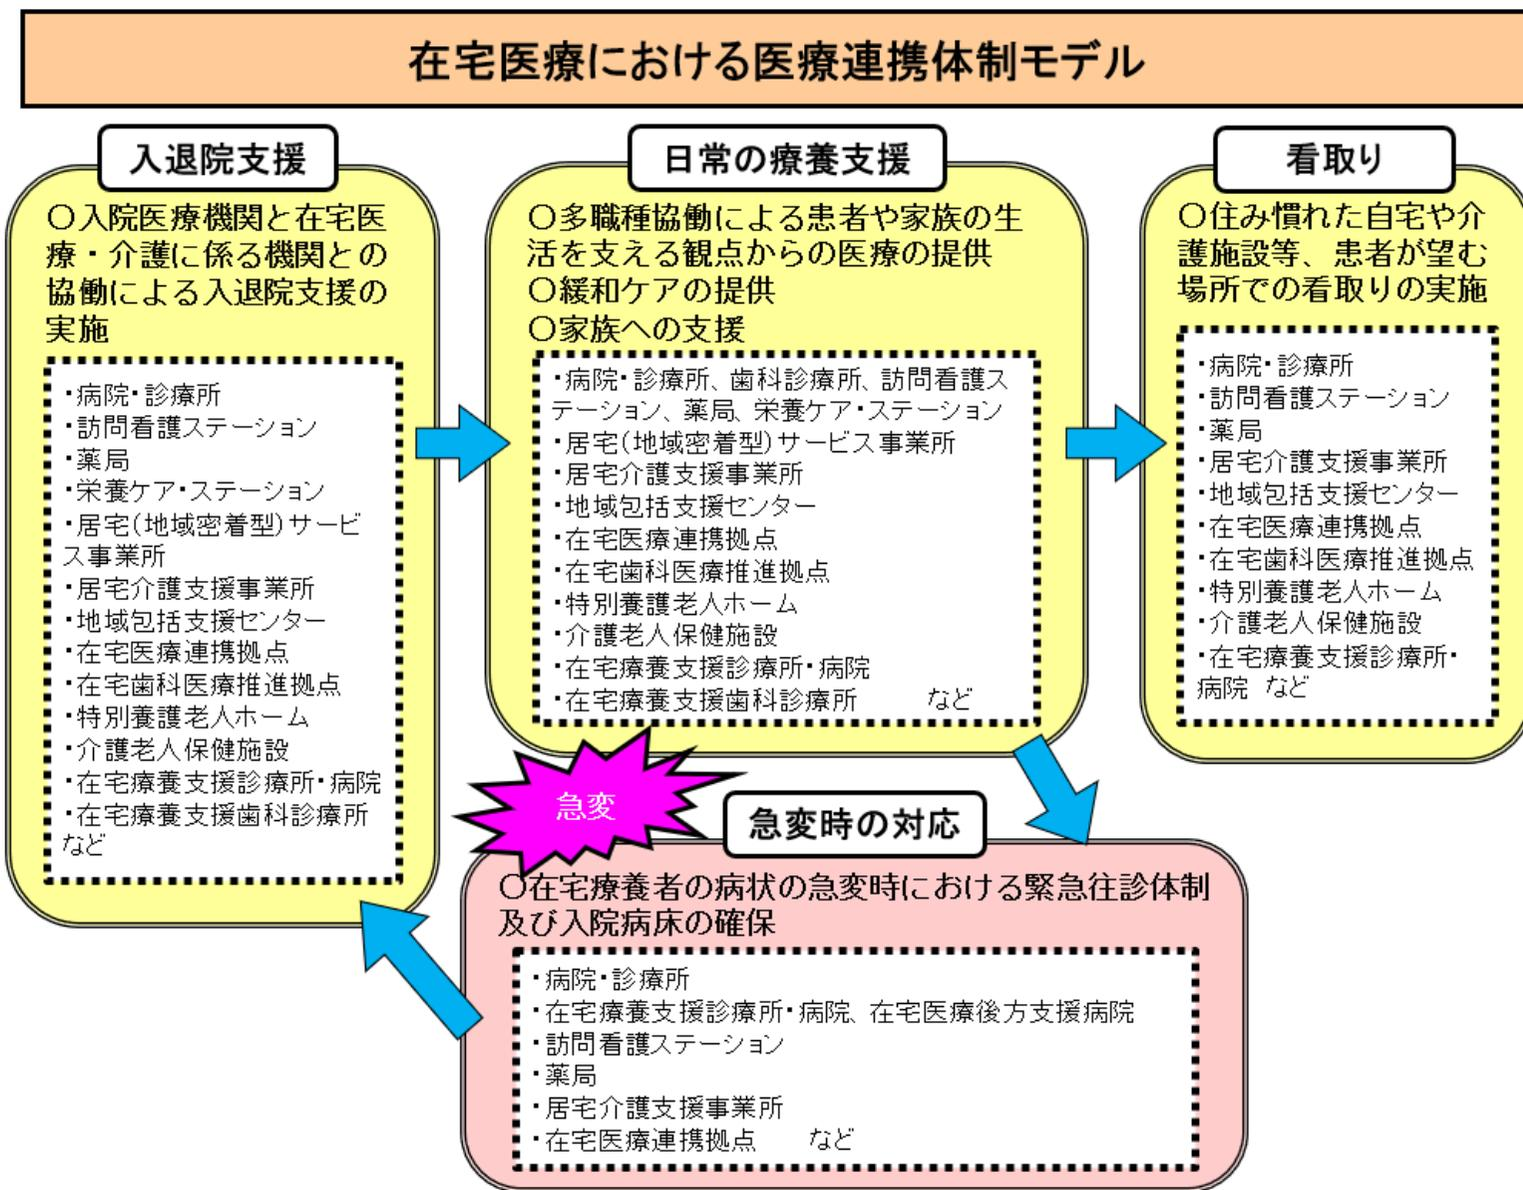 在宅医療における医療連携体制モデル
入退院支援
○入院医療機関と在宅医
療・介護に係る機関との
協働による入退院支援の
実施
・病院・診療所
・訪問看護ステーション
・薬局
・栄養ケア・ステーション
・居宅(地域密着型)サービ
ス事業所
・居宅介護支援事業所
・地域包括支援センター
・在宅医療連携拠点
・在宅歯科医療推進拠点
・特別養護老人ホーム
・介護老人保健施設
・在宅療養支援診療所・病院
・在宅療養支援歯科診療所
など
日常の療養支援
○多職種協働による患者や家族の生
活を支える観点からの医療の提供
○緩和ケアの提供
○家族への支援
・病院・診療所、歯科診療所、訪問看護ス
テーション、薬局、栄養ケア・ステーション
・居宅(地域密着型)サービス事業所
・居宅介護支援事業所
・地域包括支援センター
・在宅医療連携拠点
・在宅歯科医療推進拠点
・特別養護老人ホーム
・介護老人保健施設
・在宅療養支援診療所・病院
・在宅療養支援歯科診療所 など
看取り
○住み慣れた自宅や介
護施設等、患者が望む
場所での看取りの実施
・病院・診療所
・訪問看護ステーション
・薬局
・居宅介護支援事業所
・地域包括支援センター
・在宅医療連携拠点
・在宅歯科医療推進拠点
・特別養護老人ホーム
・介護老人保健施設
・在宅療養支援診療所・
病院 など
急変
急変時の対応
○在宅療養者の病状の急変時における緊急往診体制
及び入院病床の確保
・病院・診療所
・在宅療養支援診療所・病院、在宅医療後方支援病院
・訪問看護ステーション
・薬局
・居宅介護支援事業所
・在宅医療連携拠点 など